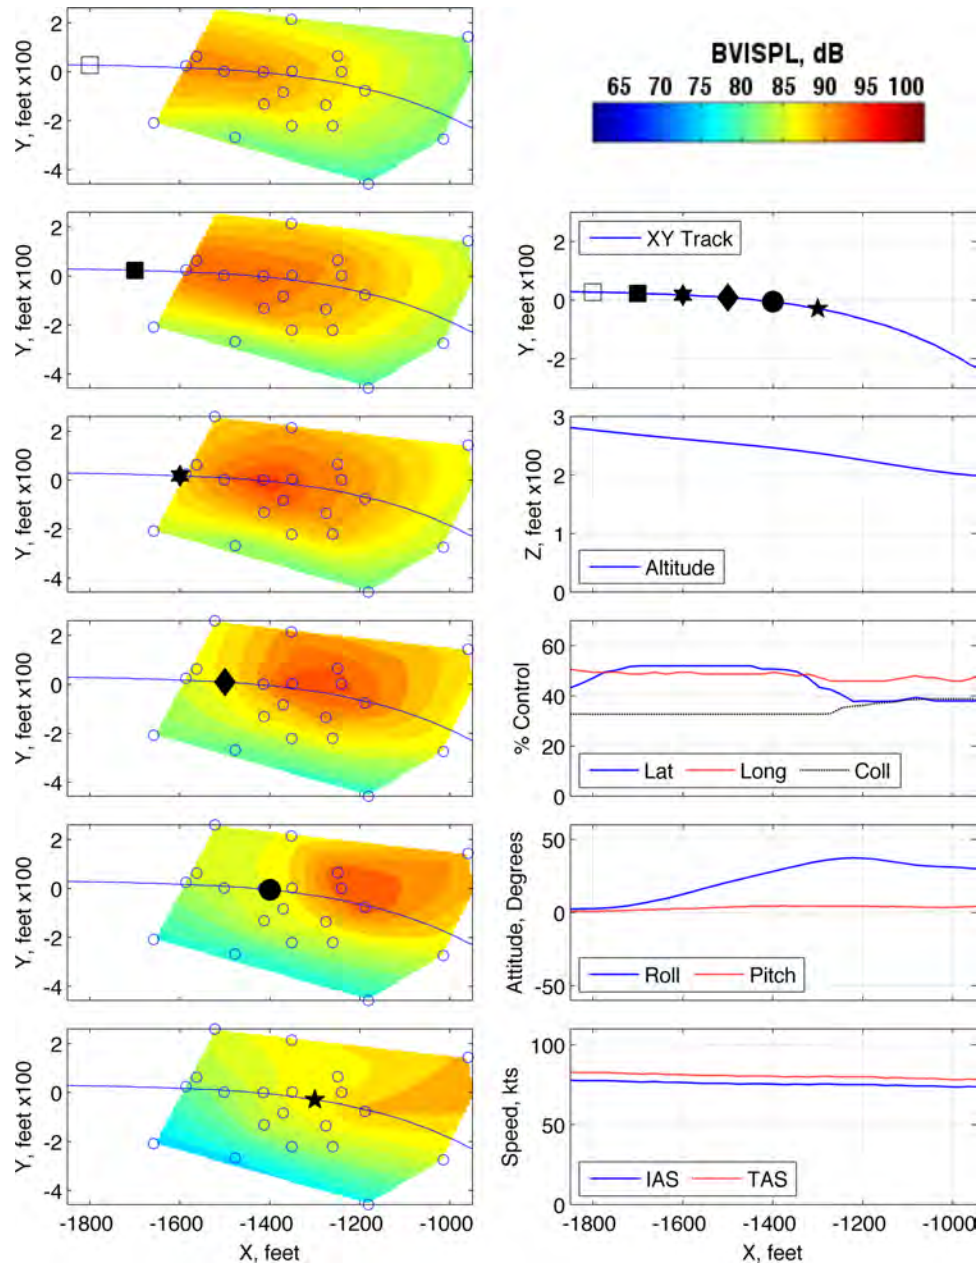 BVISPL, dB
65 70 75 80 85 90 95 100
Y, feet x100
2
0
-2
-4
Y, feet x100
2
0
-2
-4
XY Track
Y, feet x100
2
0
-2
Y, feet x100
2
0
-2
-4
Z, feet x100
3
2
1
0
Altitude
Y, feet x100
2
0
-2
-4
% Control
60
40
20
0
Lat Long Coll
Y, feet x100
2
0
-2
-4
Attitude, Degrees
50
0
-50
Roll Pitch
Y, feet x100
2
0
-2
-4
-1800 -1600 -1400 -1200 -1000
X, feet
Speed, kts
100
50
0
IAS TAS
-1800 -1600 -1400 -1200 -1000
X, feet